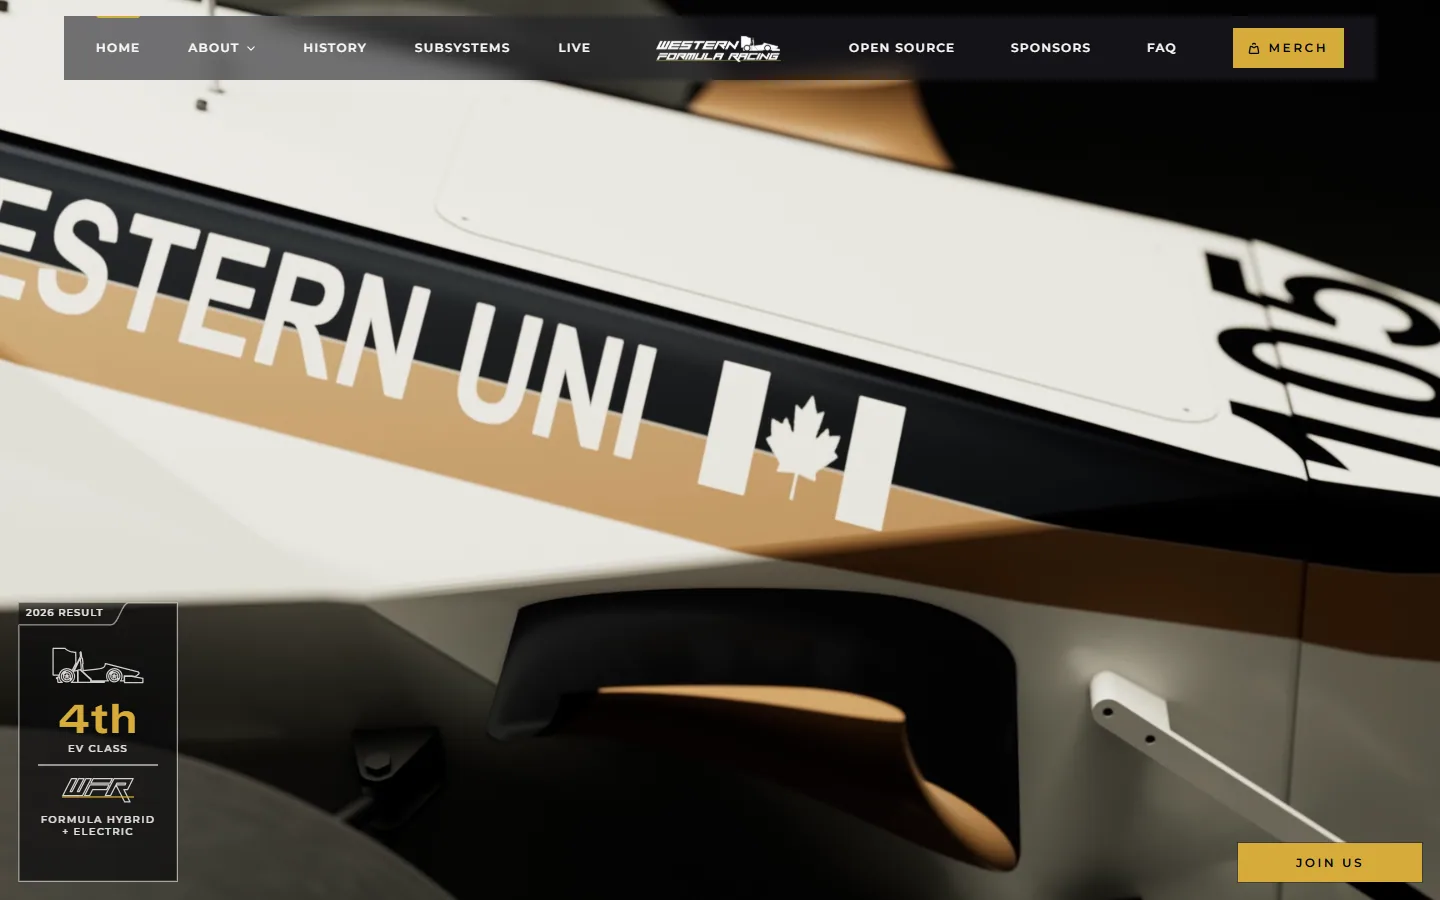 HOME
ABOUT
HISTORY
SUBSYSTEMS
LIVE
WESTERN
FORMULA RACING
OPEN SOURCE
SPONSORS
FAQ
MERCH
ESTERN UNI
2026 RESULT
4th
EV CLASS
WFR
FORMULA HYBRID
+ ELECTRIC
JOIN US